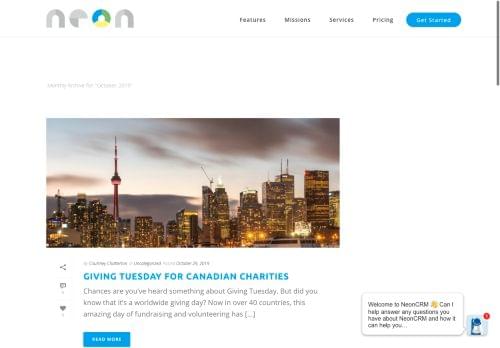 neon
Features Missions Services Pricing Get Started
Monthly Archive for "October, 2019"
By Courtney Chatterton In Uncategorized Posted October 29, 2019
GIVING TUESDAY FOR CANADIAN CHARITIES
Chances are you've heard something about Giving Tuesday. But did you
know that it's a worldwide giving day? Now in over 40 countries, this
amazing day of fundraising and volunteering has [...]
READ MORE
Welcome to NeonCRM 👋 Can I
help answer any questions you
have about NeonCRM and how it
can help you...
1